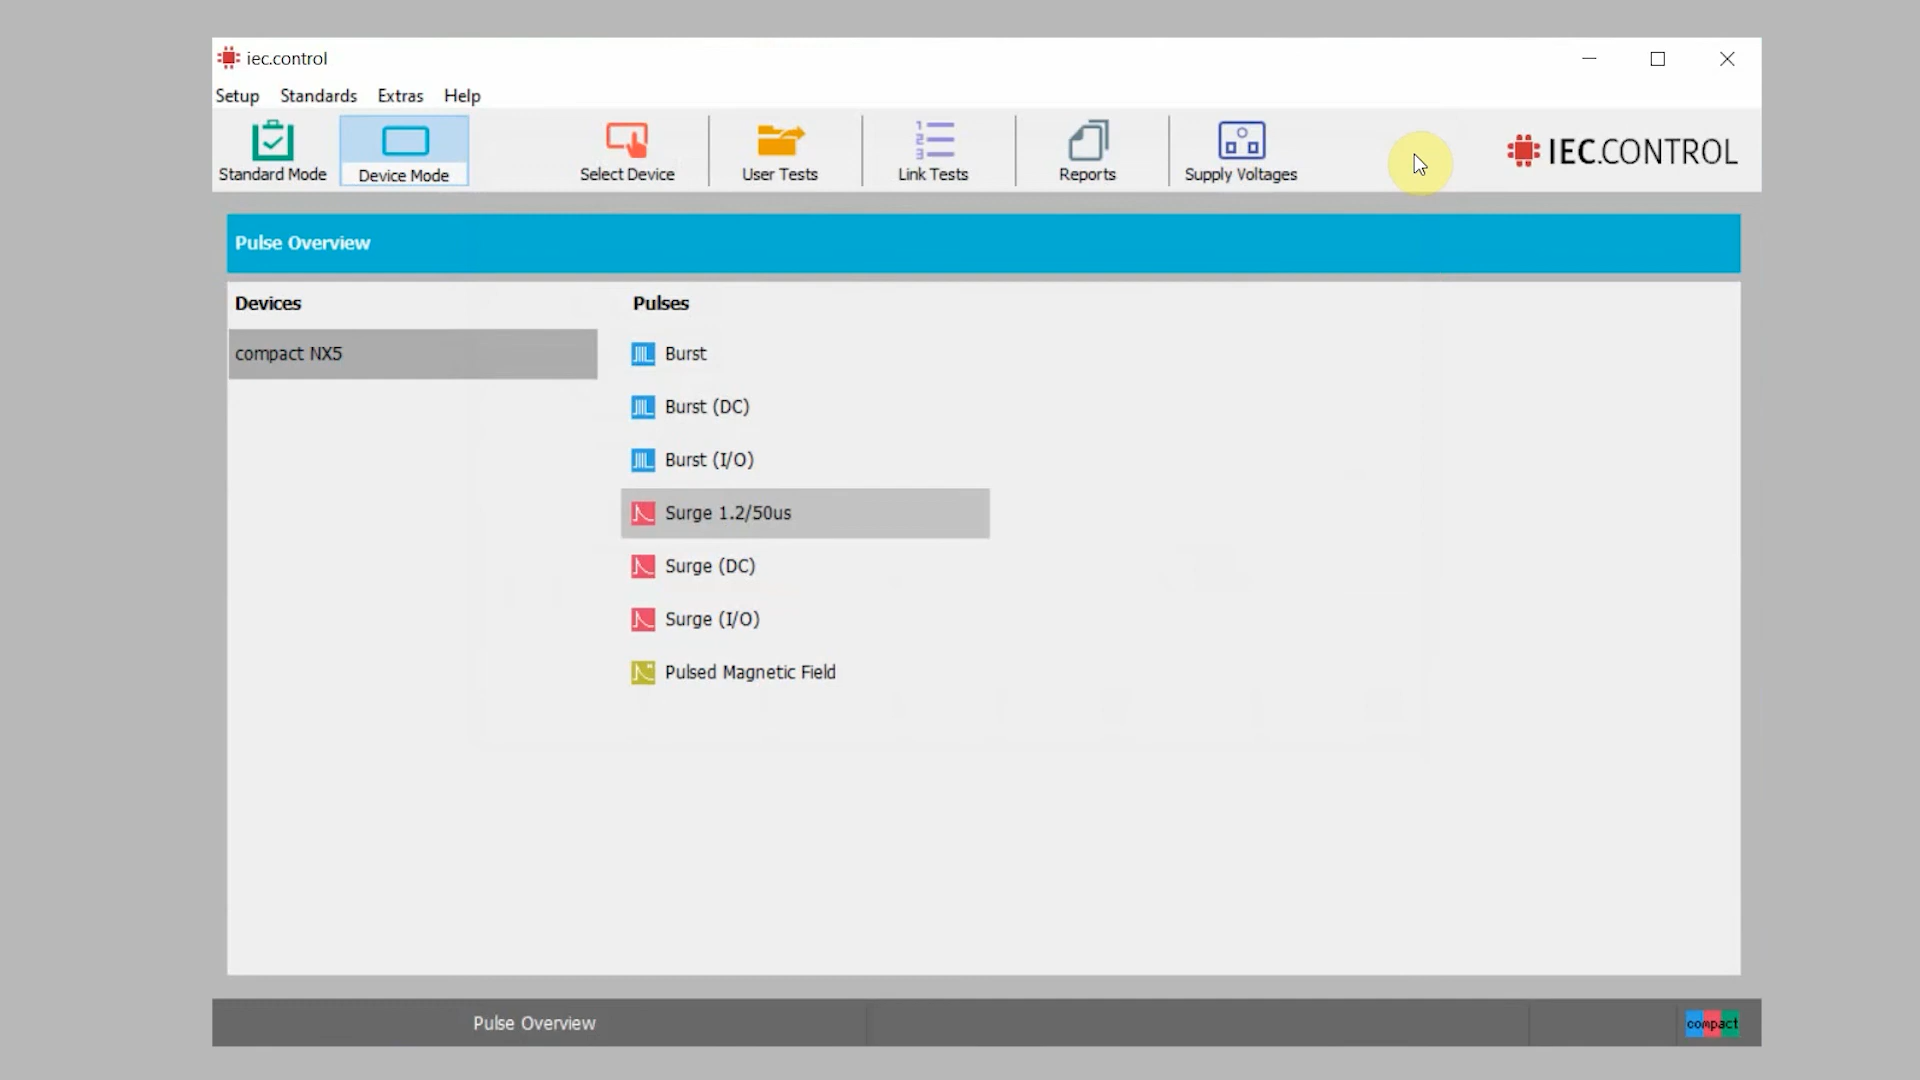 iec.control
Setup Standards Extras Help
Standard Mode Device Mode Select Device User Tests Link Tests Reports Supply Voltages
IEC.CONTROL
Pulse Overview
Devices Pulses
compact NX5 Burst
Burst (DC)
Burst (I/O)
Surge 1.2/50us
Surge (DC)
Surge (I/O)
Pulsed Magnetic Field
Pulse Overview compact